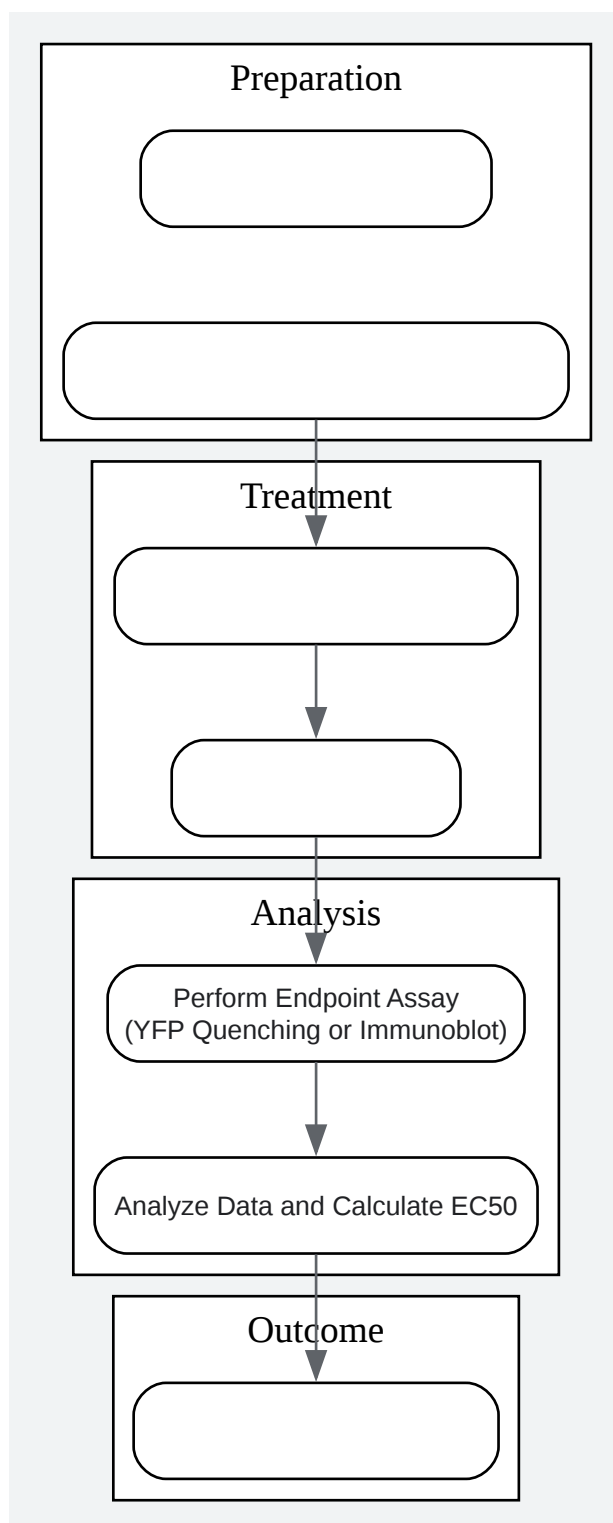 Preparation
Treatment
Analysis
Perform Endpoint Assay
(YFP Quenching or Immunoblot)
Analyze Data and Calculate EC50
Outcome